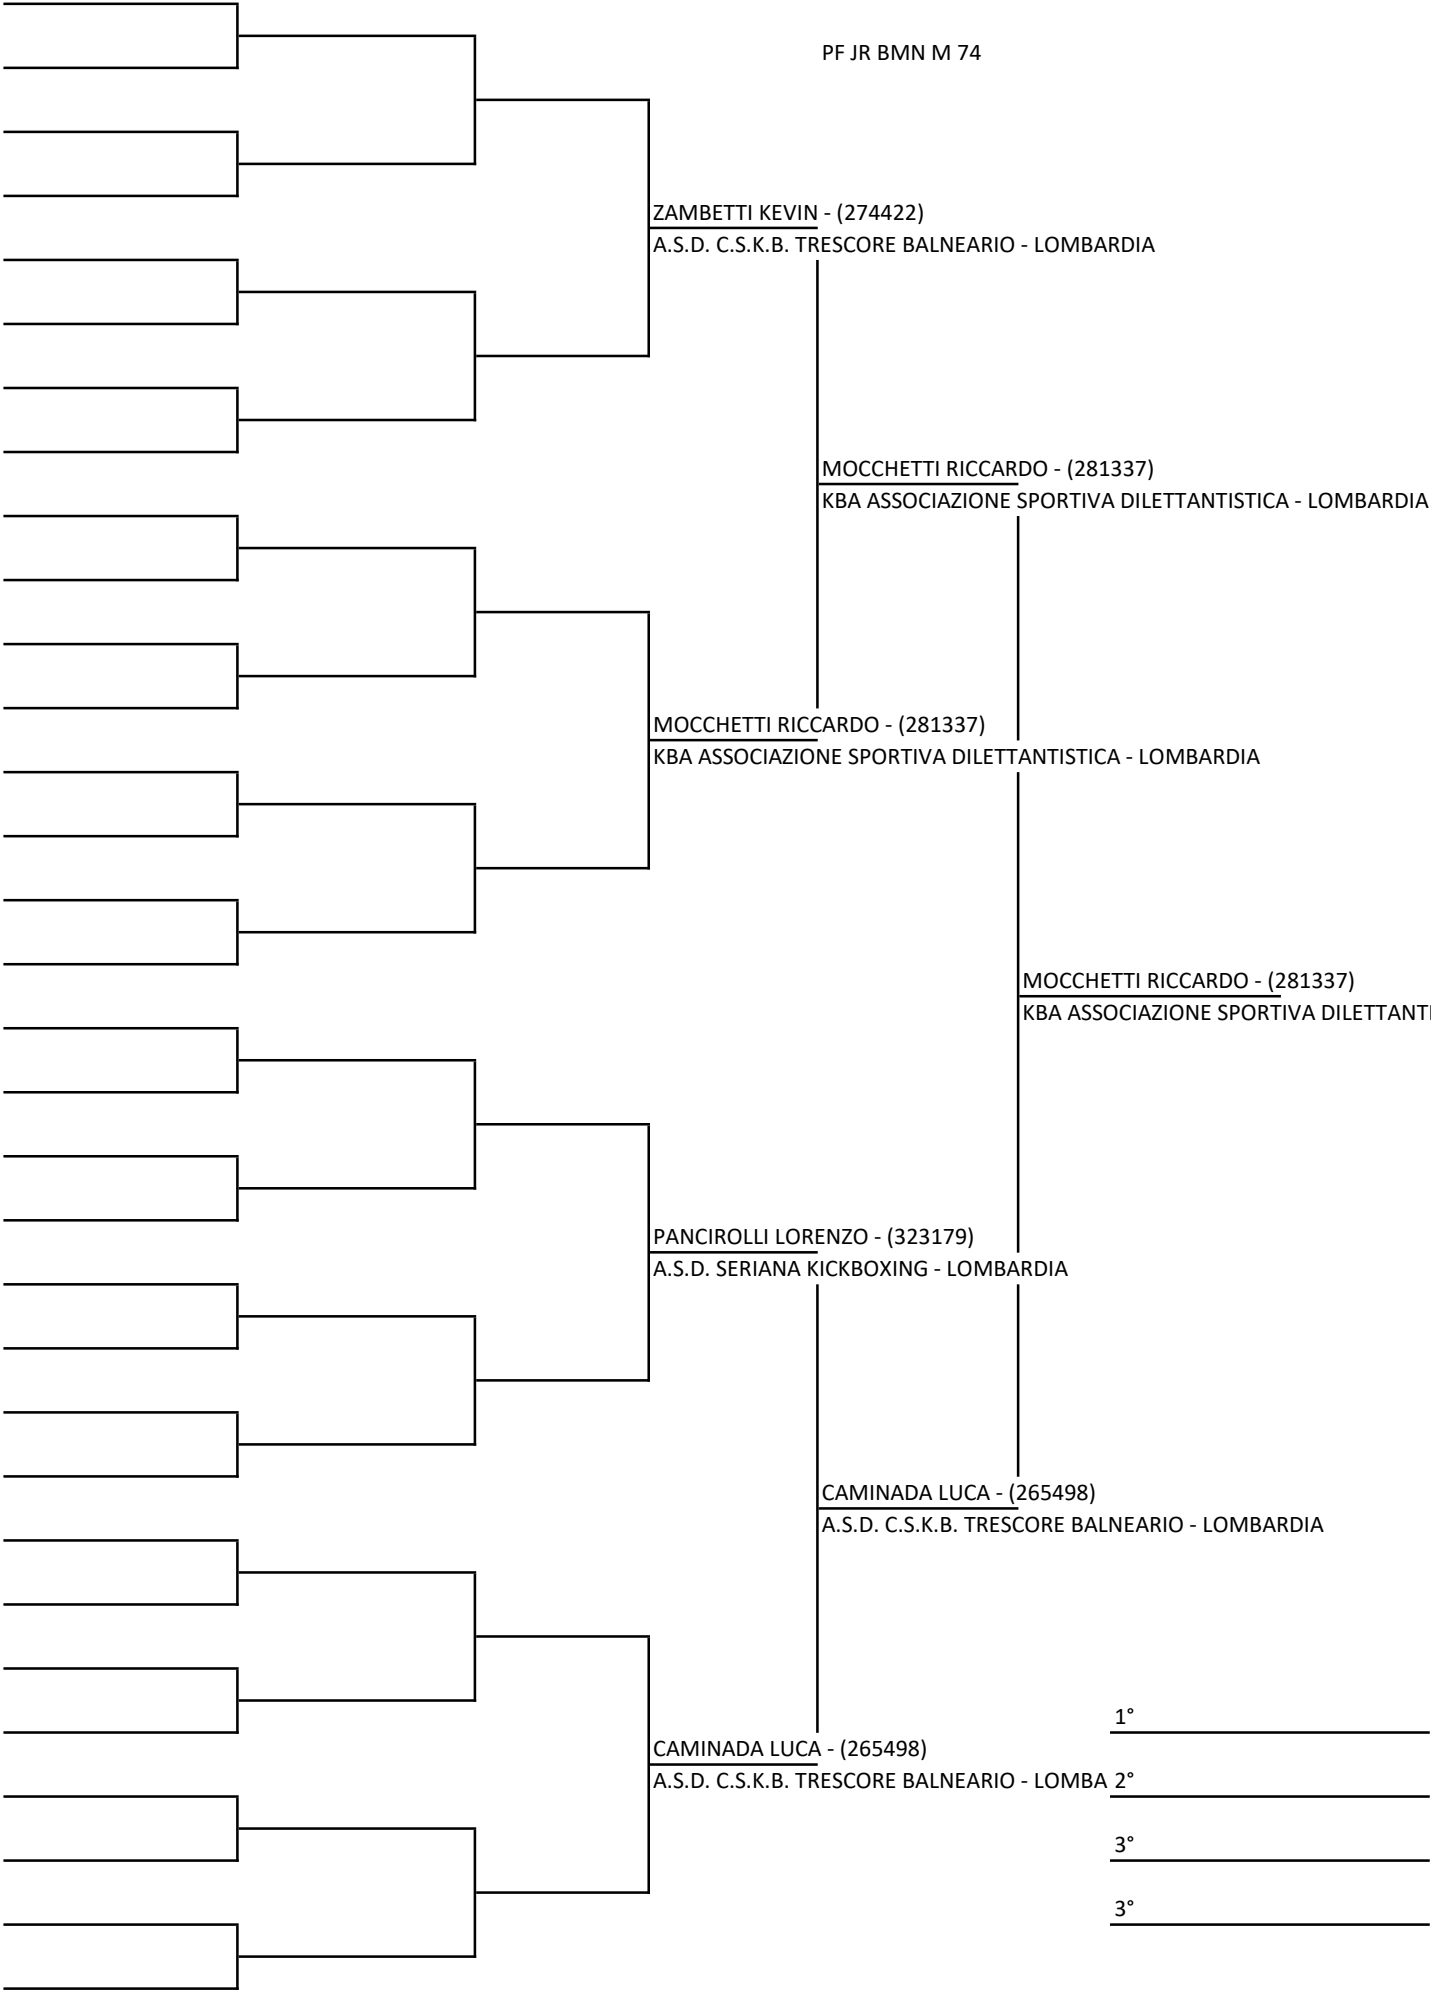 PF JR BMN M 74
ZAMBETTI KEVIN - (274422)
A.S.D. C.S.K.B. TRESCORE BALNEARIO - LOMBARDIA
MOCCHETTI RICCARDO - (281337)
KBA ASSOCIAZIONE SPORTIVA DILETTANTISTICA - LOMBARDIA
MOCCHETTI RICCARDO - (281337)
KBA ASSOCIAZIONE SPORTIVA DILETTANTISTICA - LOMBARDIA
MOCCHETTI RICCARDO - (281337)
KBA ASSOCIAZIONE SPORTIVA DILETTANTI
PANCIROLLI LORENZO - (323179)
A.S.D. SERIANA KICKBOXING - LOMBARDIA
CAMINADA LUCA - (265498)
A.S.D. C.S.K.B. TRESCORE BALNEARIO - LOMBARDIA
1°
CAMINADA LUCA - (265498)
A.S.D. C.S.K.B. TRESCORE BALNEARIO - LOMBA 2°
3°
3°